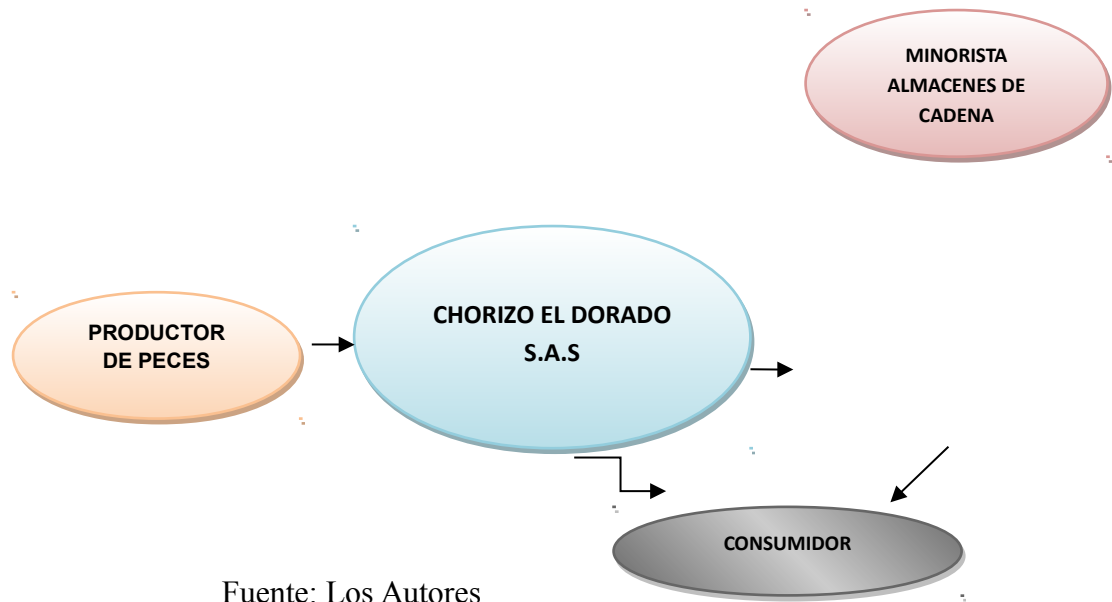 MINORISTA
ALMACENES DE
CADENA
CHORIZO EL DORADO
S.A.S
PRODUCTOR
DE PECES
CONSUMIDOR
Fuente: Los Autores